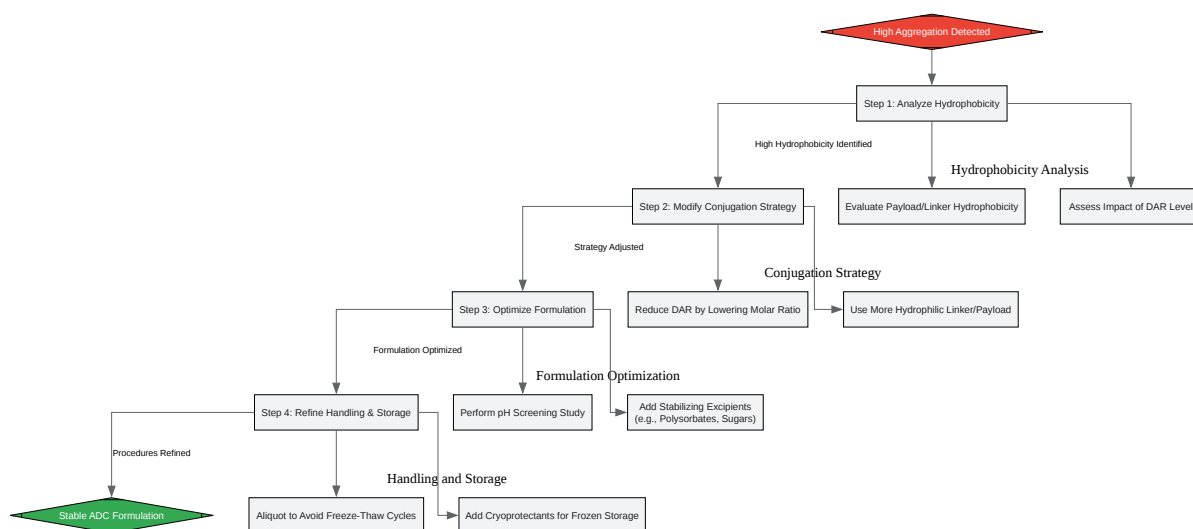 High Aggregation Detected
Step 1: Analyze Hydrophobicity
High Hydrophobicity Identified
Hydrophobicity Analysis
Step 2: Modify Conjugation Strategy
Evaluate Payload/Linker Hydrophobicity
Assess Impact of DAR Level
Strategy Adjusted
Conjugation Strategy
Step 3: Optimize Formulation
Reduce DAR by Lowering Molar Ratio
Use More Hydrophilic Linker/Payload
Formulation Optimized
Formulation Optimization
Step 4: Refine Handling & Storage
Perform pH Screening Study
Add Stabilizing Excipients
(e.g., Polysorbates, Sugars)
Procedures Refined
Handling and Storage
Stable ADC Formulation
Aliquot to Avoid Freeze-Thaw Cycles
Add Cryoprotectants for Frozen Storage